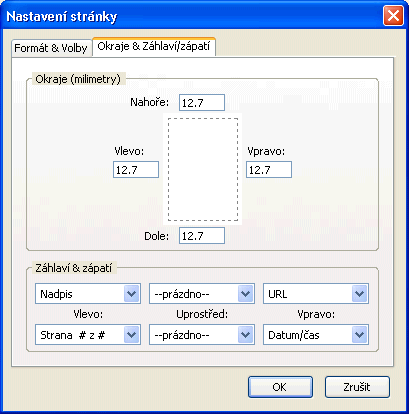 Nastavení stránky
Formát & Volby
Okraje & Záhlaví/zápatí
Okraje (milimetry)
Nahoře: 12.7
Vlevo:
Vpravo:
12.7
12.7
Dole: 12.7
Záhlaví & zápatí
Nadpis
--prázdno--
URL
Vlevo:
Uprostřed:
Vpravo:
Strana # z #
--prázdno--
Datum/čas
OK
Zrušit